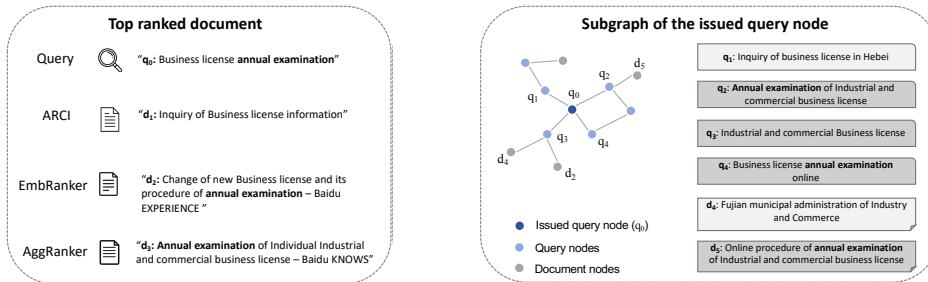 Top ranked document
Query
“q0: Business license annual examination”
ARCI
“d1: Inquiry of Business license information”
EmbRanker
“d2: Change of new Business license and its
procedure of annual examination – Baidu
EXPERIENCE ”
AggRanker
“d3: Annual examination of Individual Industrial
and commercial business license – Baidu KNOWS”
Subgraph of the issued query node
d5
q2
q0
q1
q3
q4
d4
d2
Issued query node (q0)
Query nodes
Document nodes
q1: Inquiry of business license in Hebei
q2: Annual examination of Industrial and
commercial business license
q3: Industrial and commercial Business license
q4: Business license annual examination
online
d4: Fujian municipal administration of Industry
and Commerce
d5: Online procedure of annual examination
of Industrial and commercial business license